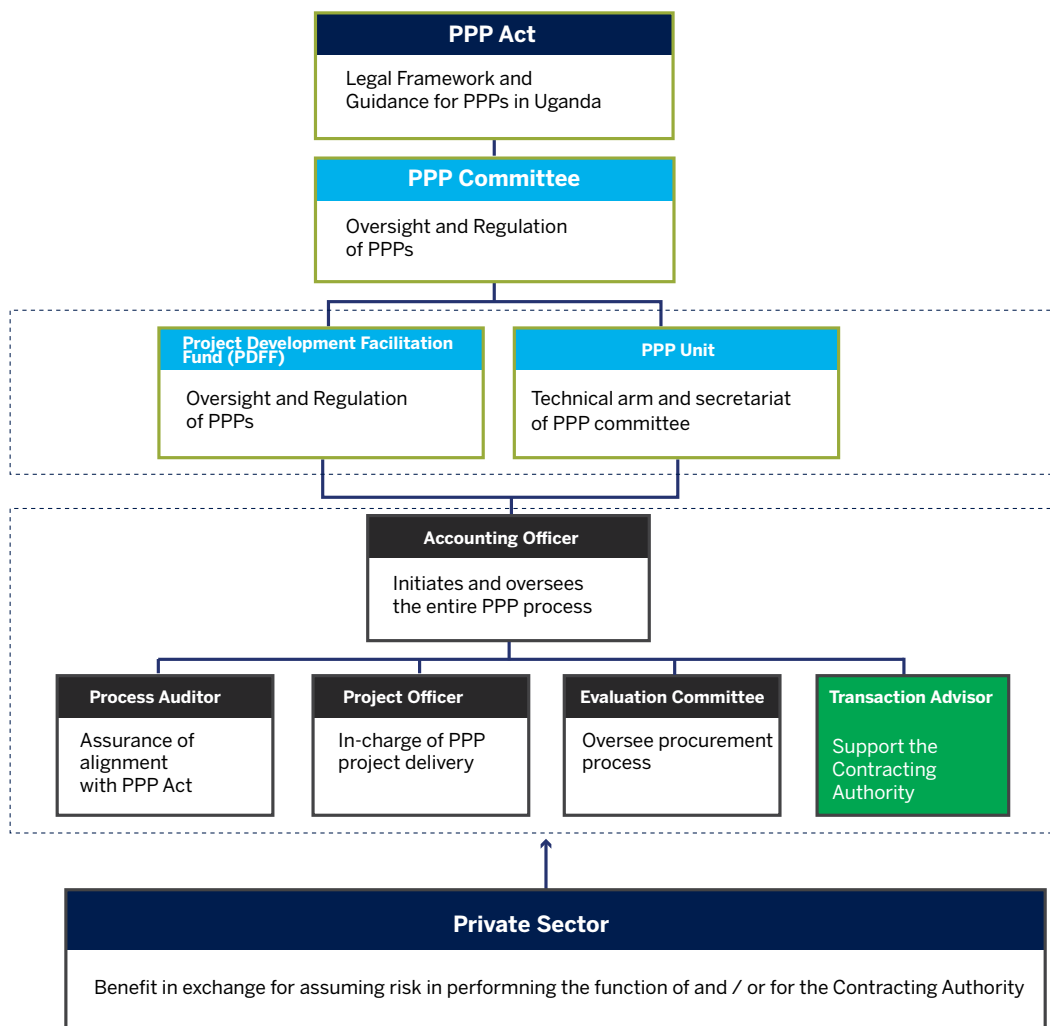 PPP Act
Legal Framework and
Guidance for PPPs in Uganda
PPP Committee
Oversight and Regulation
of PPPs
Project Development Facilitation
Fund (PDFF)
Oversight and Regulation
of PPPs
PPP Unit
Technical arm and secretariat
of PPP committee
Accounting Officer
Initiates and oversees
the entire PPP process
Process Auditor
Assurance of
alignment
with PPP Act
Project Officer
In-charge of PPP
project delivery
Evaluation Committee
Oversee procurement
process
Transaction Advisor
Support the
Contracting
Authority
Private Sector
Benefit in exchange for assuming risk in performning the function of and / or for the Contracting Authority